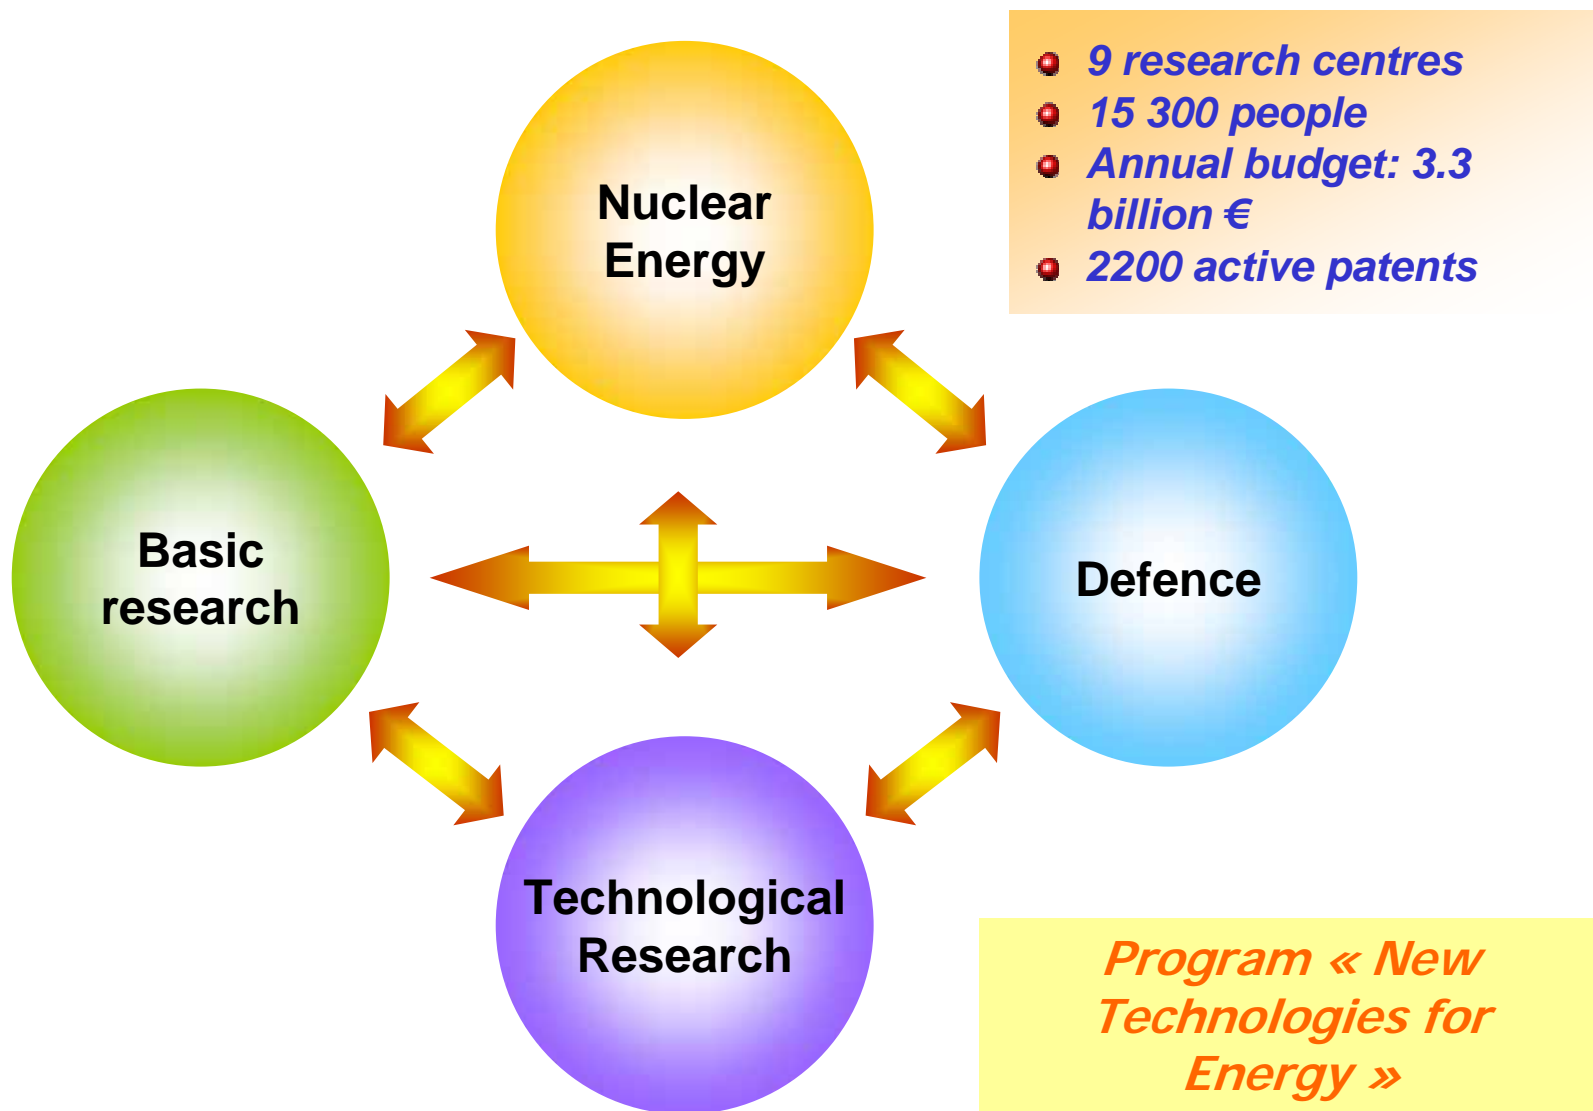 9 research centres
15 300 people
Annual budget: 3.3
billion €
2200 active patents
Nuclear
Energy
Basic
research
Defence
Technological
Research
Program « New
Technologies for
Energy »